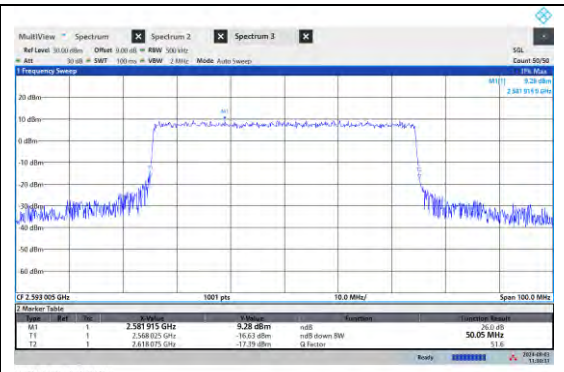 MultiView Spectrum Spectrum 2 Spectrum 3
Ref Level 30.00 dBm Offset 0.00 dB RBW 500 kHz SGL
Att 30 dB SWT 100 ms VBW 2 MHz Mode Auto Sweep Count 50/50
1 Frequency Sweep 1Pk Max
M1[1] 9.28 dBm
2.581 915 GHz
20 dBm
M1
10 dBm
0 dBm
-10 dBm
-20 dBm
-30 dBm
-40 dBm
-50 dBm
-60 dBm
CF 2.593 005 GHz 1001 pts 10.0 MHz/ Span 100.0 MHz
2 Marker Table
Type Ref Trc X-Value Y-Value Function Function Result
M1 1 2.581 915 GHz 9.28 dBm ndB 26.0 dB
T1 1 2.568 025 GHz -16.63 dBm ndB down BW 50.05 MHz
T2 1 2.618 075 GHz -17.39 dBm Q Factor 51.6
Ready